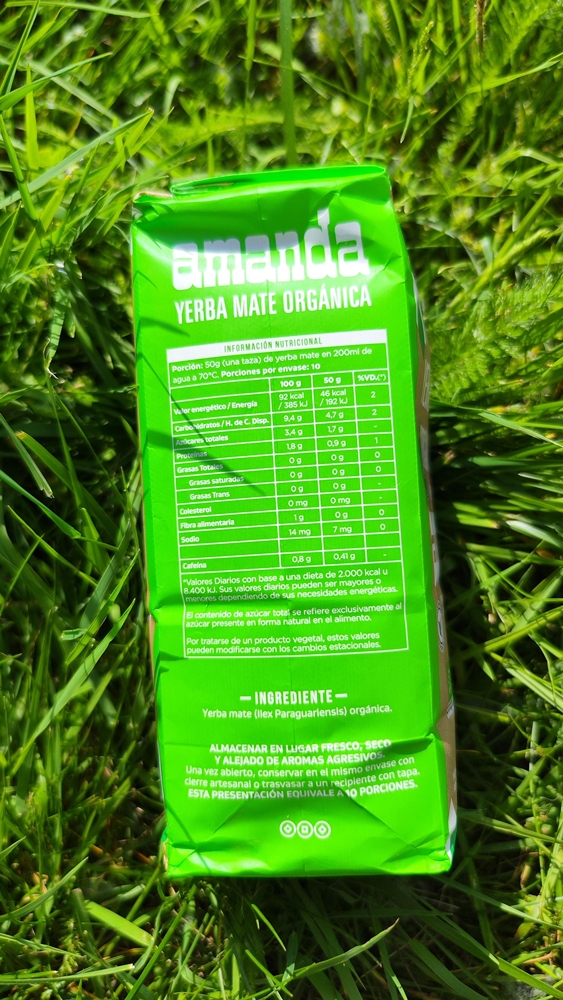 amanda
YERBA MATE ORGÁNICA
INFORMACIÓN NUTRICIONAL
Porción: 50g (una taza) de yerba mate en 200ml de
agua a 70°C. Porciones por envase: 10
100 g 50 g %VD.(*)
Valor energético / Energía 92 kcal / 385 kJ 46 kcal / 192 kJ 2
Carbohidratos / H. de C. Disp. 9,4 g 4,7 g 2
Azúcares totales 3,4 g 1,7 g -
Proteínas 1,8 g 0,9 g 1
Grasas Totales 0 g 0 g 0
Grasas saturadas 0 g 0 g 0
Grasas Trans 0 g 0 g -
Colesterol 0 mg 0 mg -
Fibra alimentaria 1 g 0 g 0
Sodio 14 mg 7 mg 0
Cafeína 0,8 g 0,41 g -
*Valores Diarios con base a una dieta de 2.000 kcal u
8.400 kJ. Sus valores diarios pueden ser mayores o
menores dependiendo de sus necesidades energéticas.
El contenido de azúcar total se refiere exclusivamente al
azúcar presente en forma natural en el alimento.
Por tratarse de un producto vegetal, estos valores
pueden modificarse con los cambios estacionales.
— INGREDIENTE —
Yerba mate (Ilex Paraguariensis) orgánica.
ALMACENAR EN LUGAR FRESCO, SECO
Y ALEJADO DE AROMAS AGRESIVOS.
Una vez abierto, conservar en el mismo envase con
cierre artesanal o trasvasar a un recipiente con tapa.
ESTA PRESENTACIÓN EQUIVALE A 10 PORCIONES.